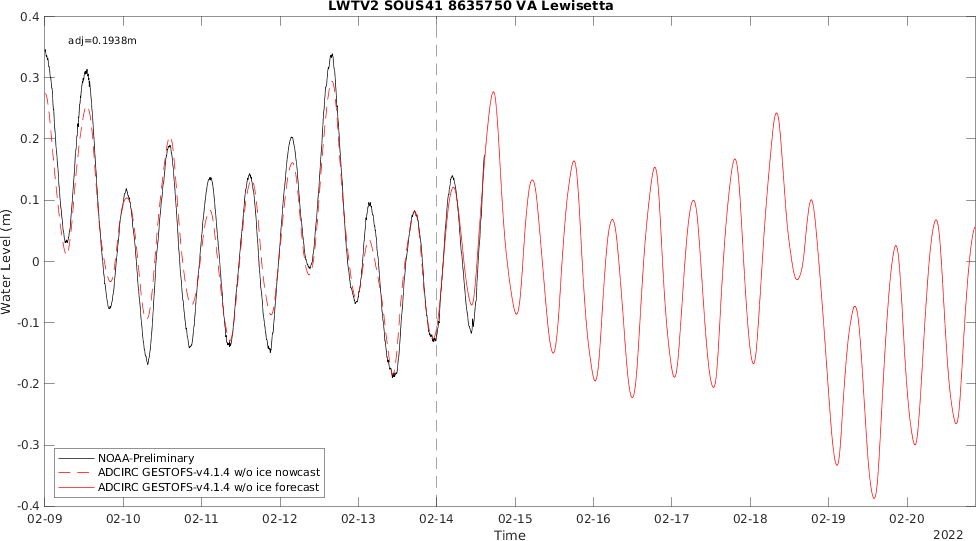 LWTV2 SOUS41 8635750 VA Lewisetta
adj=0.1938m
0.4
0.3
0.2
0.1
0
-0.1
-0.2
-0.3
-0.4
Water Level (m)
NOAA-Preliminary
ADCIRC GESTOFS-v4.1.4 w/o ice nowcast
ADCIRC GESTOFS-v4.1.4 w/o ice forecast
02-09 02-10 02-11 02-12 02-13 02-14 02-15 02-16 02-17 02-18 02-19 02-20
Time
2022